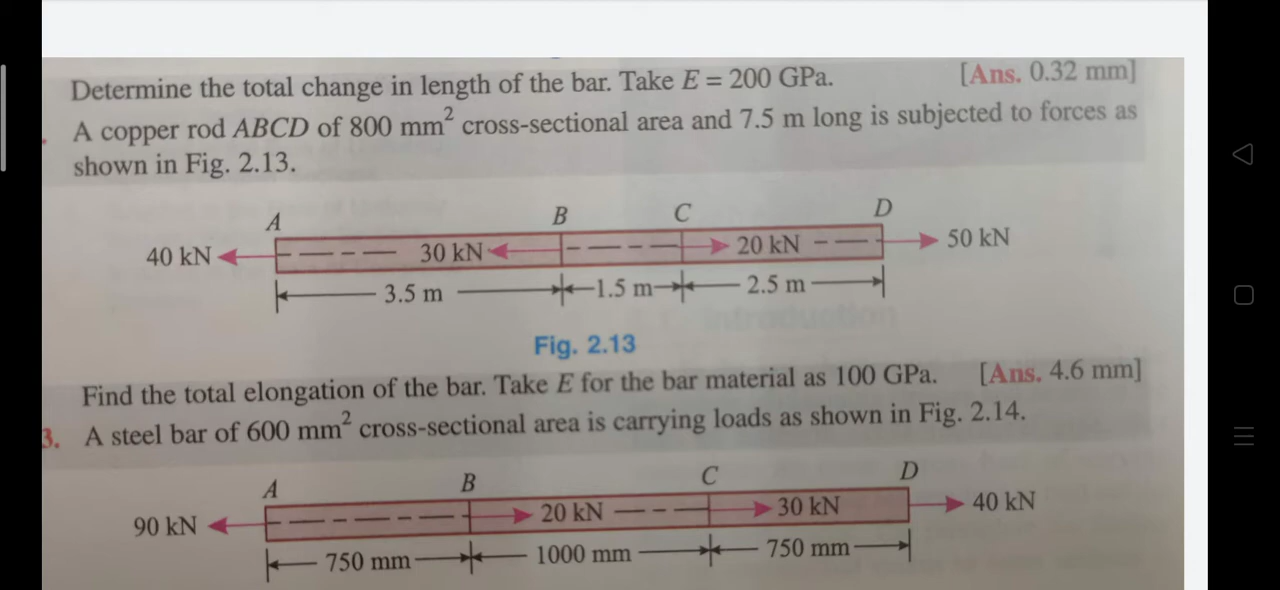 Determine the total change in length of the bar. Take E = 200 GPa. [Ans. 0.32 mm]
A copper rod ABCD of 800 mm² cross-sectional area and 7.5 m long is subjected to forces as
shown in Fig. 2.13.
A B C D
40 kN 30 kN 20 kN 50 kN
3.5 m 1.5 m 2.5 m
Fig. 2.13
Find the total elongation of the bar. Take E for the bar material as 100 GPa. [Ans. 4.6 mm]
3. A steel bar of 600 mm² cross-sectional area is carrying loads as shown in Fig. 2.14.
A B C D
90 kN 20 kN 30 kN 40 kN
750 mm 1000 mm 750 mm